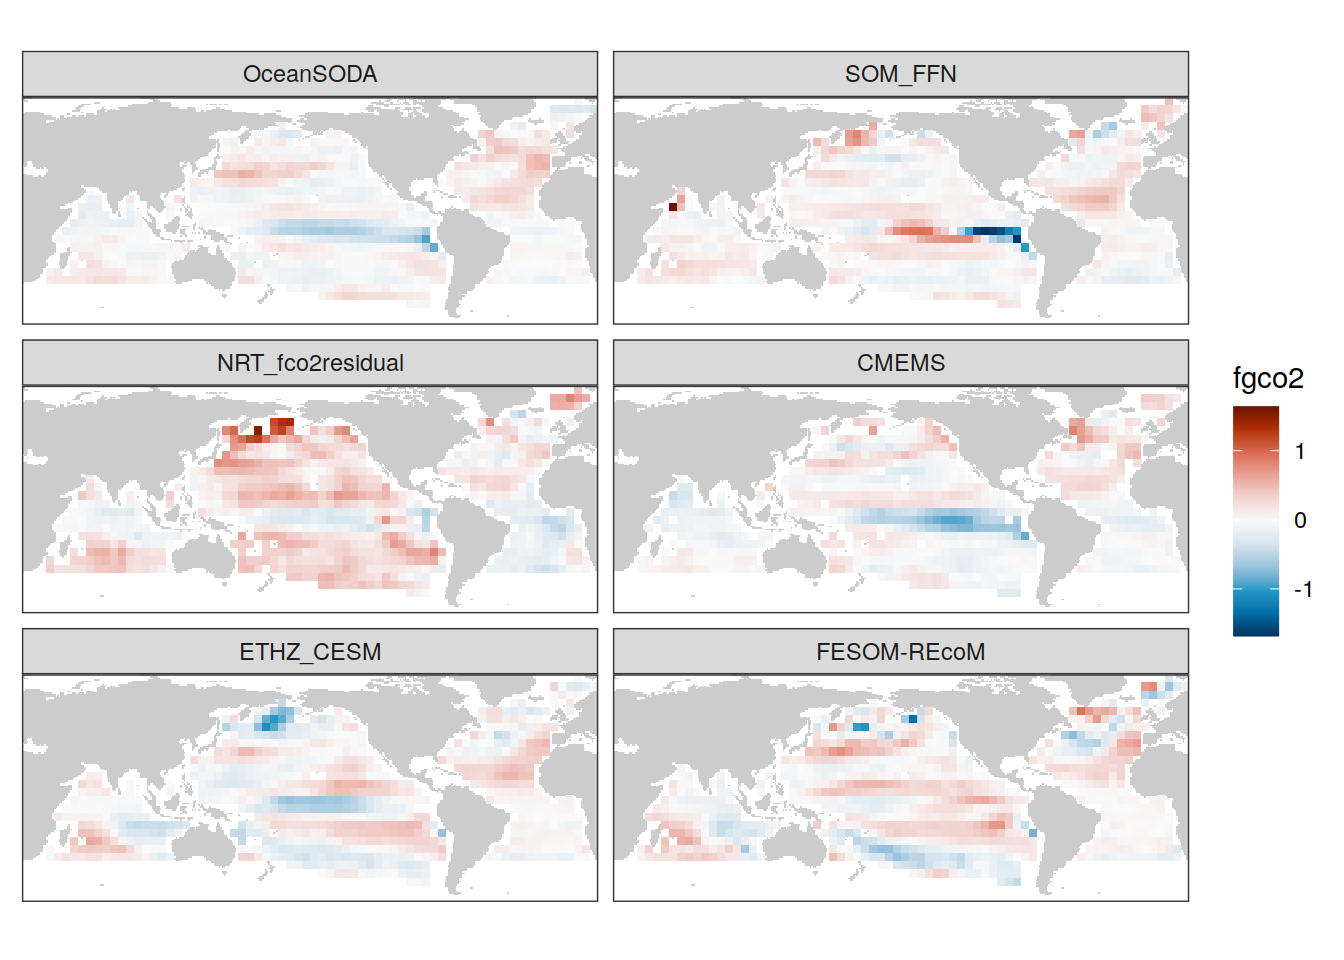 OceanSODA
SOM_FFN
NRT_fco2residual
CMEMS
ETHZ_CESM
FESOM-REcoM
fgco2
1
0
-1